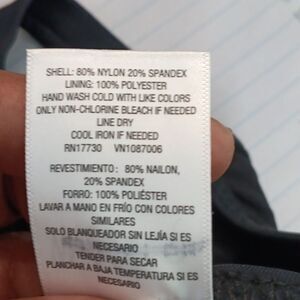 SHELL: 80% NYLON 20% SPANDEX
LINING: 100% POLYESTER
HAND WASH COLD WITH LIKE COLORS
ONLY NON-CHLORINE BLEACH IF NEEDED
LINE DRY
COOL IRON IF NEEDED
RN17730 VN1087006
REVESTIMIENTO: 80% NAILON,
20% SPANDEX
FORRO: 100% POLIÉSTER
LAVAR A MANO EN FRÍO CON COLORES
SIMILARES
SOLO BLANQUEADOR SIN LEJÍA SI ES
NECESARIO
TENDER PARA SECAR
PLANCHAR A BAJA TEMPERATURA SI ES
NECESARIO